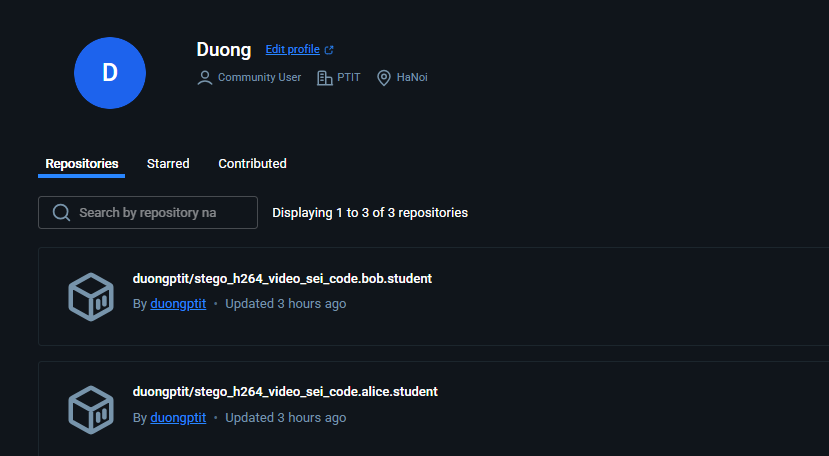 D
Duong Edit profile
Community User PTIT HaNoi
Repositories Starred Contributed
Search by repository na Displaying 1 to 3 of 3 repositories
duongptit/stego_h264_video_sei_code.bob.student
By duongptit • Updated 3 hours ago
duongptit/stego_h264_video_sei_code.alice.student
By duongptit • Updated 3 hours ago